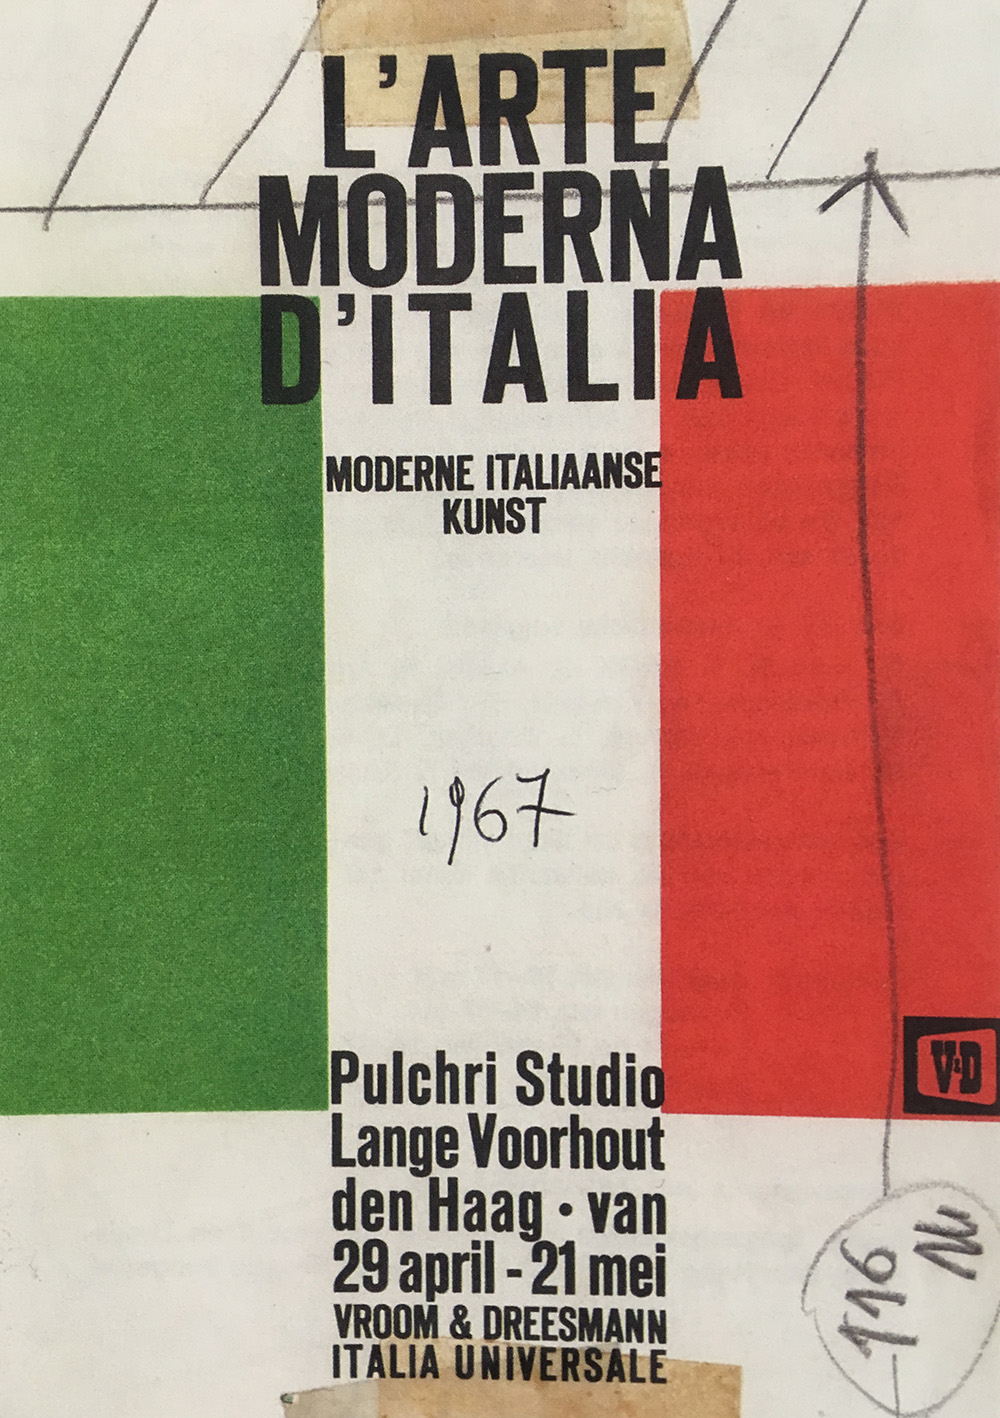 L'ARTE
MODERNA
D'ITALIA
MODERNE ITALIAANSE
KUNST
1967
V&D
Pulchri Studio
Lange Voorhout
den Haag • van
29 april - 21 mei
VROOM & DREESMANN
ITALIA UNIVERSALE
116